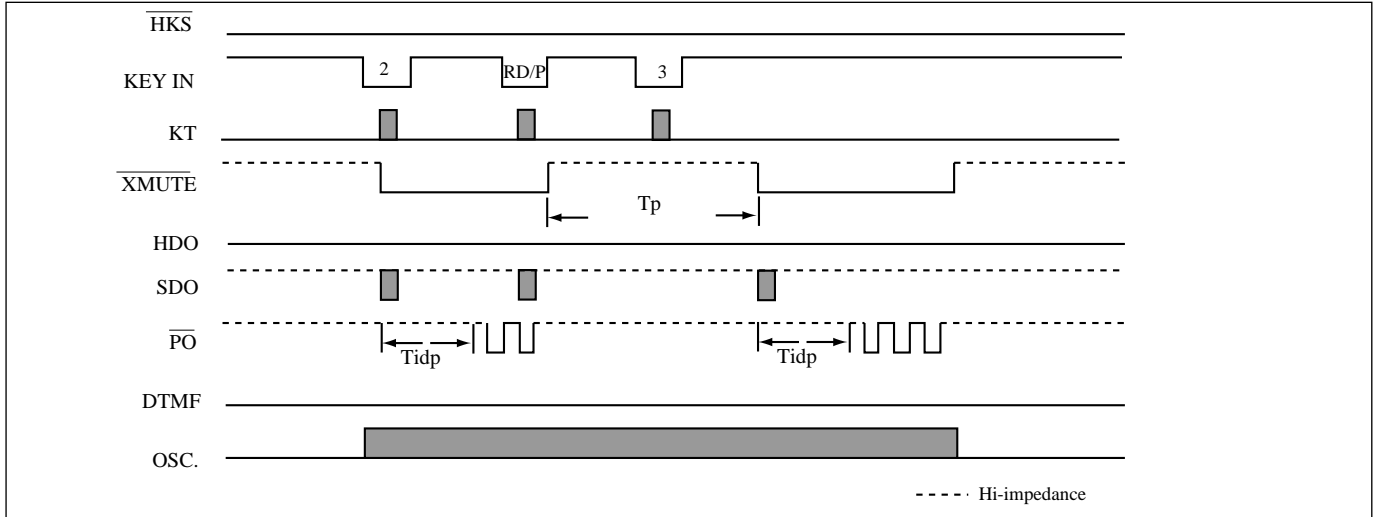 HKS
2
RD/P
3
KEY IN
KT
XMUTE
Tp
HDO
SDO
PO
Tidp
Tidp
DTMF
OSC.
Hi-impedance